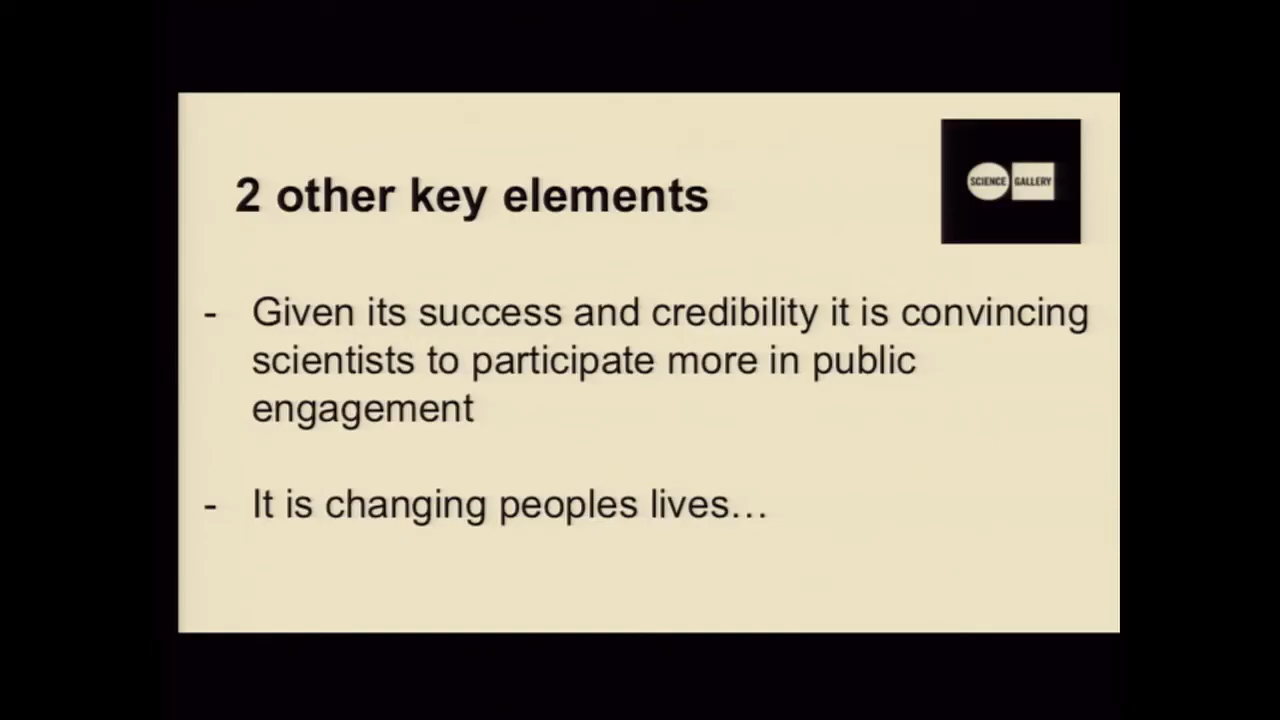 SCIENCE GALLERY
2 other key elements
- Given its success and credibility it is convincing
scientists to participate more in public
engagement
- It is changing peoples lives…